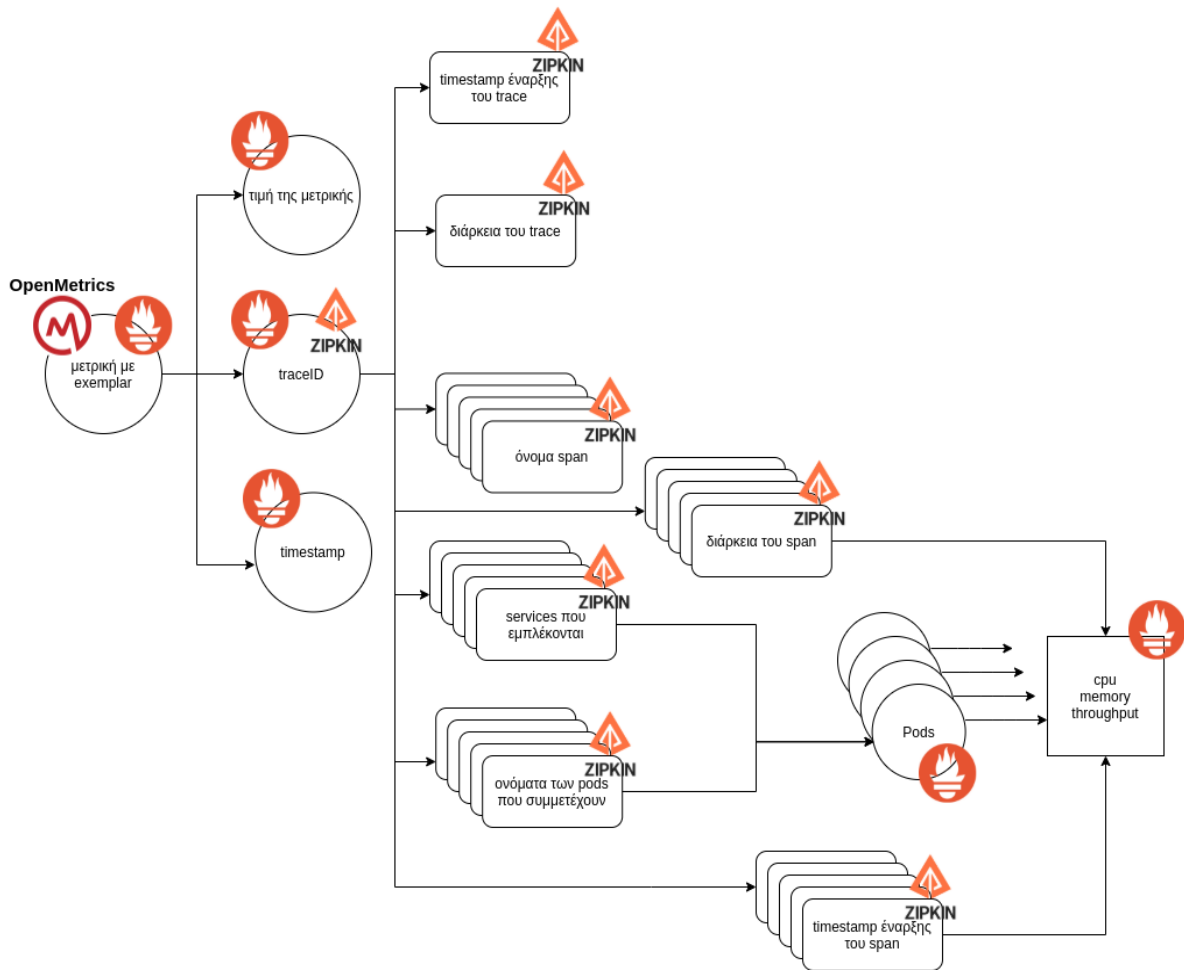 ZIPKIN
timestamp έναρξης
του trace
τιμή της μετρικής
ZIPKIN
διάρκεια του trace
OpenMetrics
μετρική με
exemplar
ZIPKIN
traceID
ZIPKIN
όνομα span
ZIPKIN
διάρκεια του span
timestamp
ZIPKIN
services που
εμπλέκονται
cpu
memory
throughput
Pods
ZIPKIN
ονόματα των pods
που συμμετέχουν
ZIPKIN
timestamp έναρξης
του span